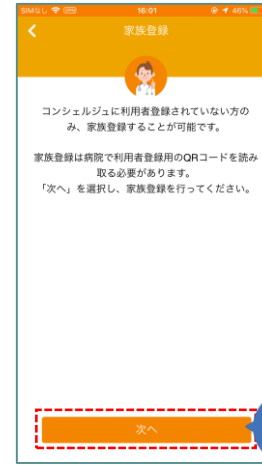 SIMなし 16:01 46%
家族登録
コンシェルジュに利用者登録されていない方の
み、家族登録することが可能です。
家族登録は病院で利用者登録用のQRコードを読み
取る必要があります。
「次へ」を選択し、家族登録を行ってください。
次へ